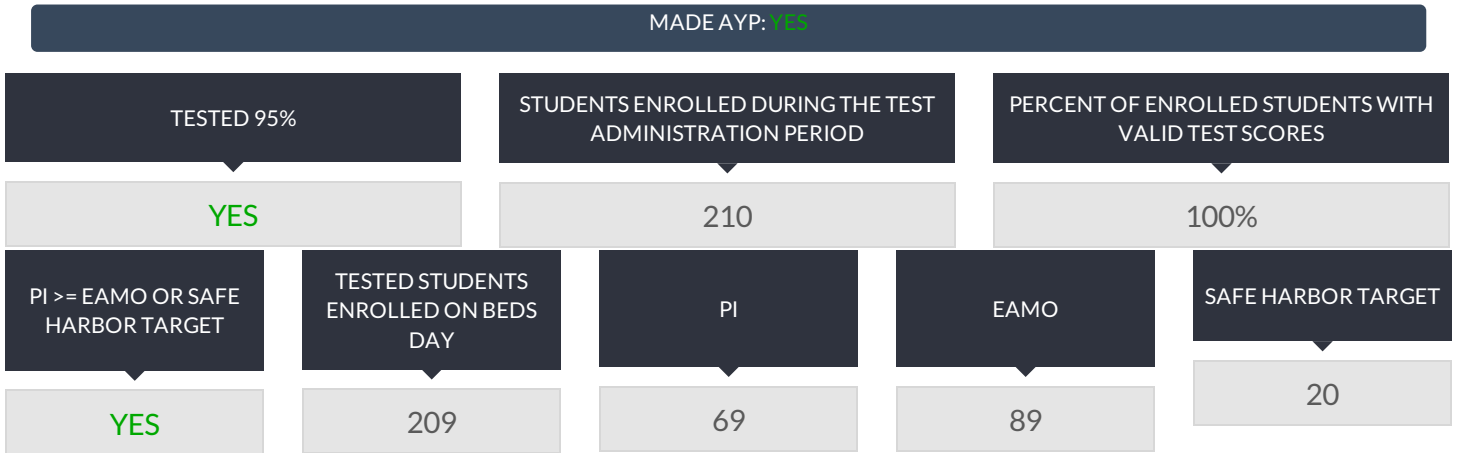 MADE AYP: YES
TESTED 95%
STUDENTS ENROLLED DURING THE TEST
ADMINISTRATION PERIOD
PERCENT OF ENROLLED STUDENTS WITH
VALID TEST SCORES
YES
210
100%
PI >= EAMO OR SAFE
HARBOR TARGET
TESTED STUDENTS
ENROLLED ON BEDS
DAY
PI
EAMO
SAFE HARBOR TARGET
YES
209
69
89
20